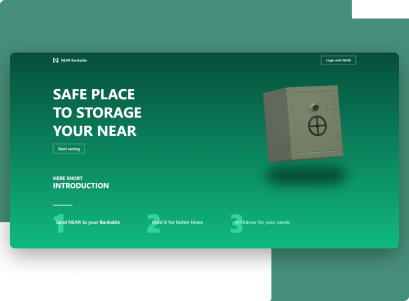 NEAR Bankable
Login with NEAR
SAFE PLACE
TO STORAGE
YOUR NEAR
Start saving
HERE SHORT
INTRODUCTION
1 Send NEAR to your Bankable
2 Hold it for better times
3 Withdraw for your needs